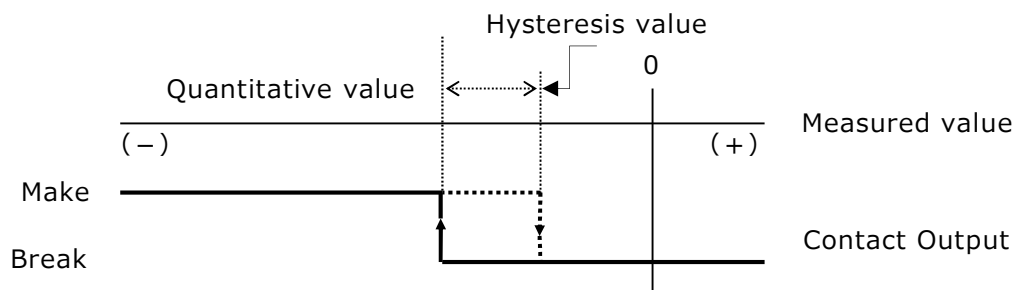 Hysteresis value
0
Quantitative value
Measured value
(－)
(＋)
Make
Contact Output
Break